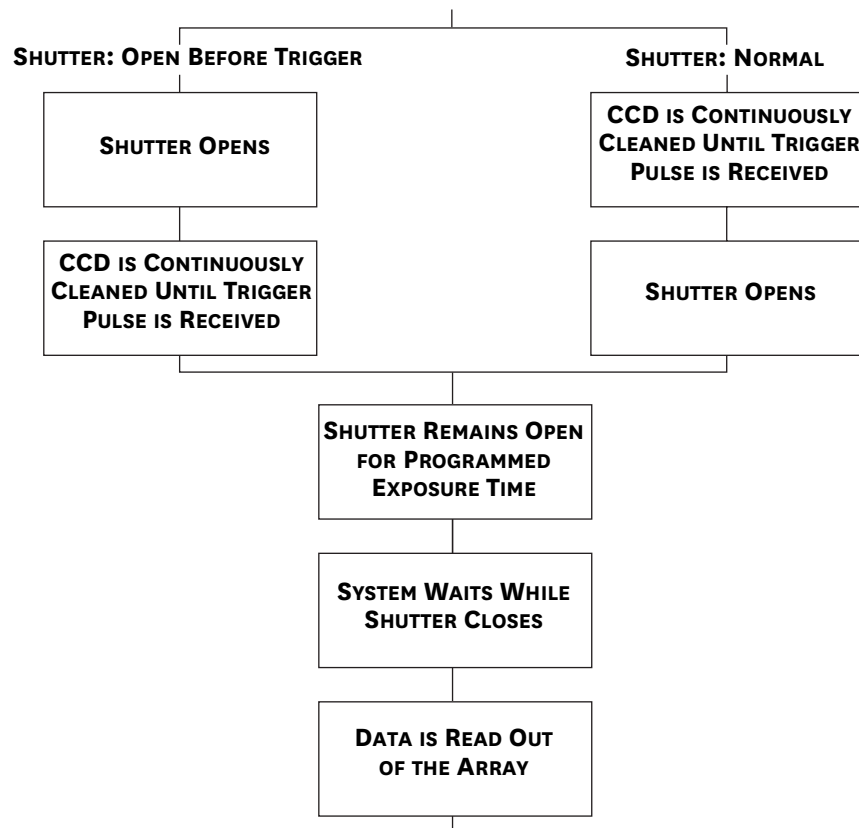 Shutter: Open Before Trigger
Shutter Opens
CCD is Continuously
Cleaned Until Trigger
Pulse is Received
Shutter: Normal
CCD is Continuously
Cleaned Until Trigger
Pulse is Received
Shutter Opens
Shutter Remains Open
for Programmed
Exposure Time
System Waits While
Shutter Closes
Data is Read Out
of the Array